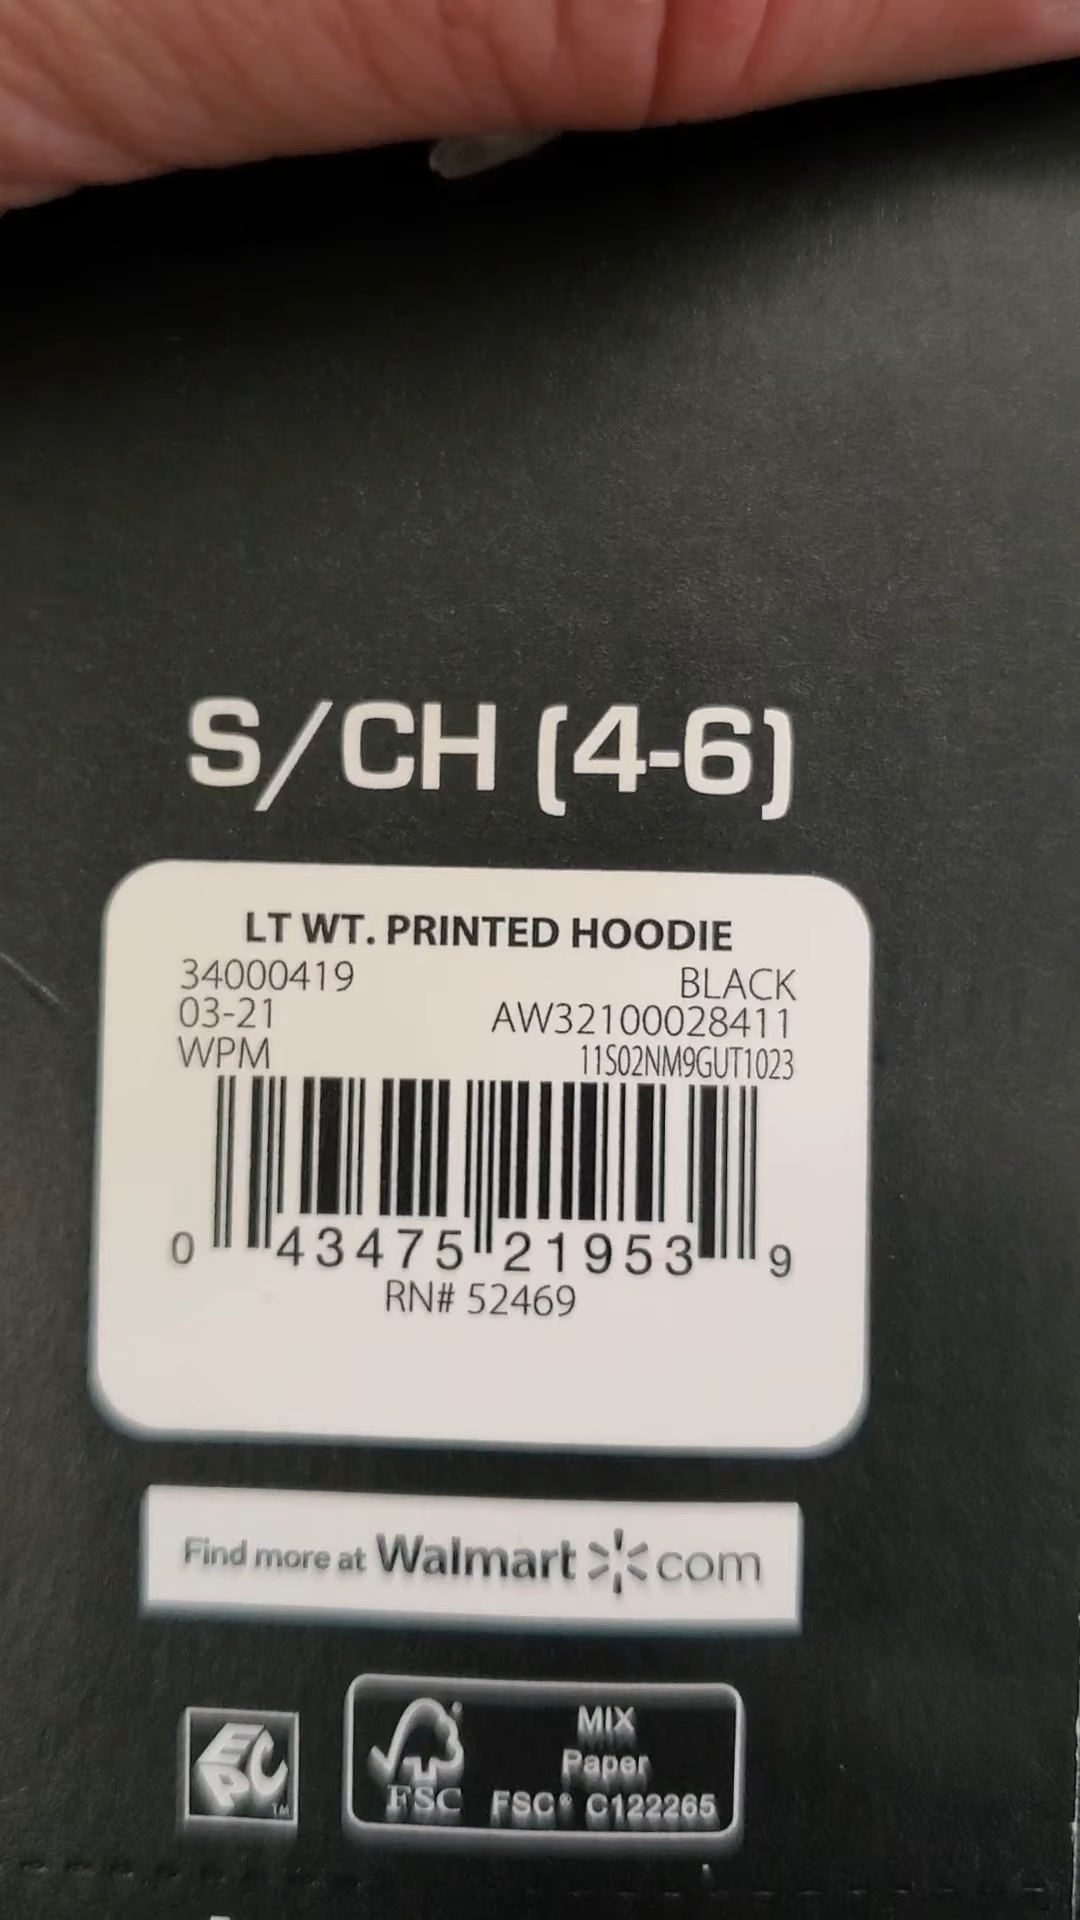 S/CH (4-6)
LT WT. PRINTED HOODIE
34000419 BLACK
03-21 AW32100028411
WPM 11S02NM9GUT1023
0 43475 21953 9
RN# 52469
Find more at Walmart com
EPC TM
FSC MIX
Paper
FSC® C122265